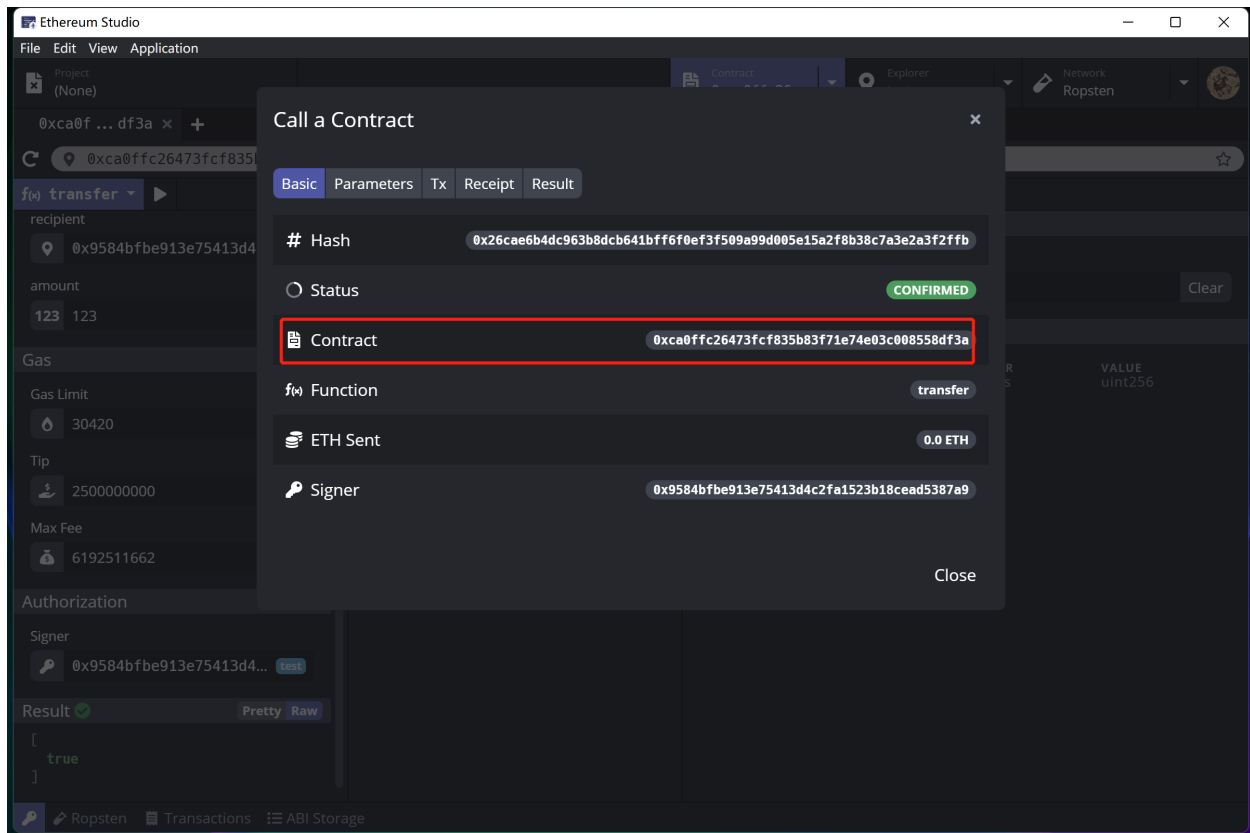 Ethereum Studio
File Edit View Application
Project
(None)
Contract
Explorer
Network
Ropsten
0xca0f ... df3a × +
0xca0ffc26473fcf835b
f(x) transfer
recipient
0x9584bfbe913e75413d4
amount
123 123
Clear
Gas
Gas Limit
30420
Tip
2500000000
Max Fee
6192511662
VALUE
uint256
Authorization
Signer
0x9584bfbe913e75413d4... test
Result Pretty Raw
[
true
]
Ropsten Transactions ABI Storage
Call a Contract ×
Basic Parameters Tx Receipt Result
# Hash 0x26cae6b4dc963b8dcb641bff6f0ef3f509a99d005e15a2f8b38c7a3e2a3f2ffb
Status CONFIRMED
Contract 0xca0ffc26473fcf835b83f71e74e03c008558df3a
f(x) Function transfer
ETH Sent 0.0 ETH
Signer 0x9584bfbe913e75413d4c2fa1523b18cead5387a9
Close